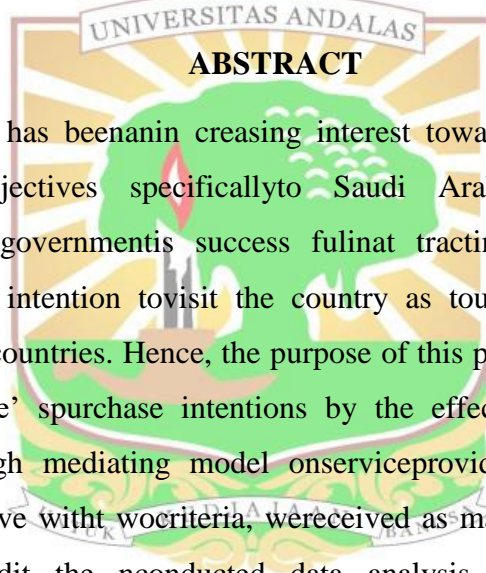 UNIVERSITAS ANDALAS
ABSTRACT
has beenanin creasing interest towa
jectives specificallyto Saudi Ara
governmentis success fulinat tractin
intention tovisit the country as tou
countries. Hence, the purpose of this p
e' spurchase intentions by the effec
gh mediating model onserviceprovid
ve witht wocriteria, wereceived as ma
dit the nconducted data analysis
UNTUK BANGSA